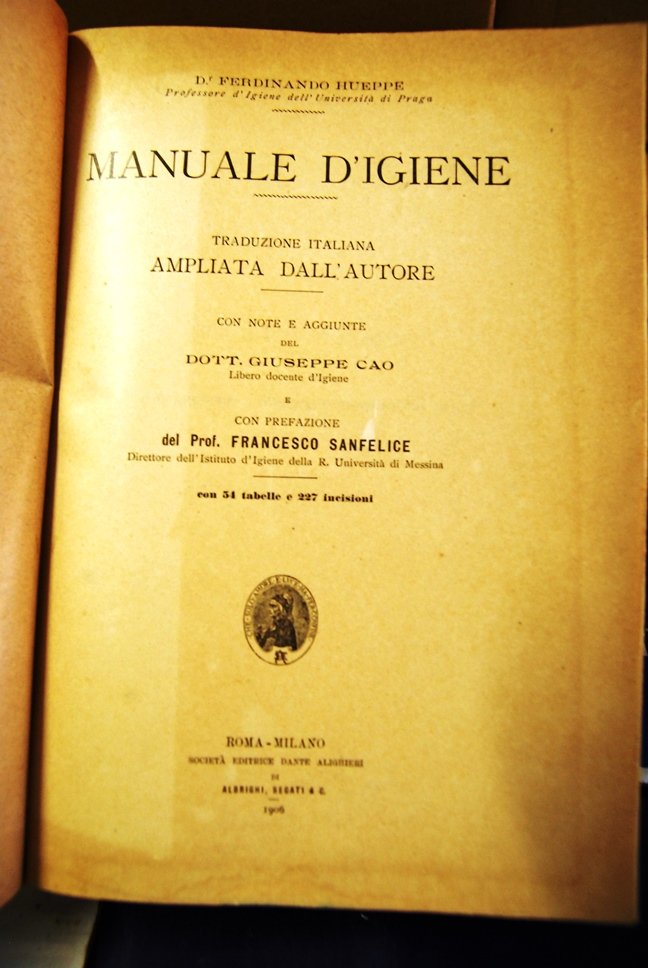 Dr FERDINANDO HUEPPE
Professore d'Igiene dell'Università di Praga
MANUALE D'IGIENE
TRADUZIONE ITALIANA
AMPLIATA DALL'AUTORE
CON NOTE E AGGIUNTE
DEL
DOTT. GIUSEPPE CAO
Libero docente d'Igiene
E
CON PREFAZIONE
del Prof. FRANCESCO SANFELICE
Direttore dell'Istituto d'Igiene della R. Università di Messina
con 54 tabelle e 227 incisioni
ROMA - MILANO
SOCIETÀ EDITRICE DANTE ALIGHIERI
DI
ALBRIGHI, SEGATI & C.
1906